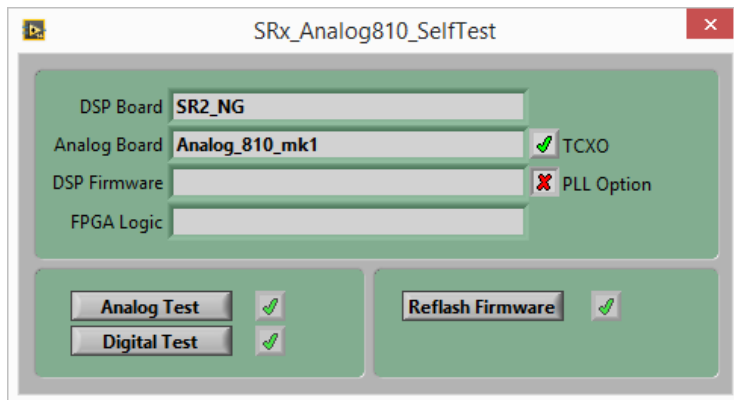 SRx_Analog810_SelfTest
DSP Board SR2_NG
Analog Board Analog_810_mk1 TCXO
DSP Firmware PLL Option
FPGA Logic
Analog Test Reflash Firmware
Digital Test